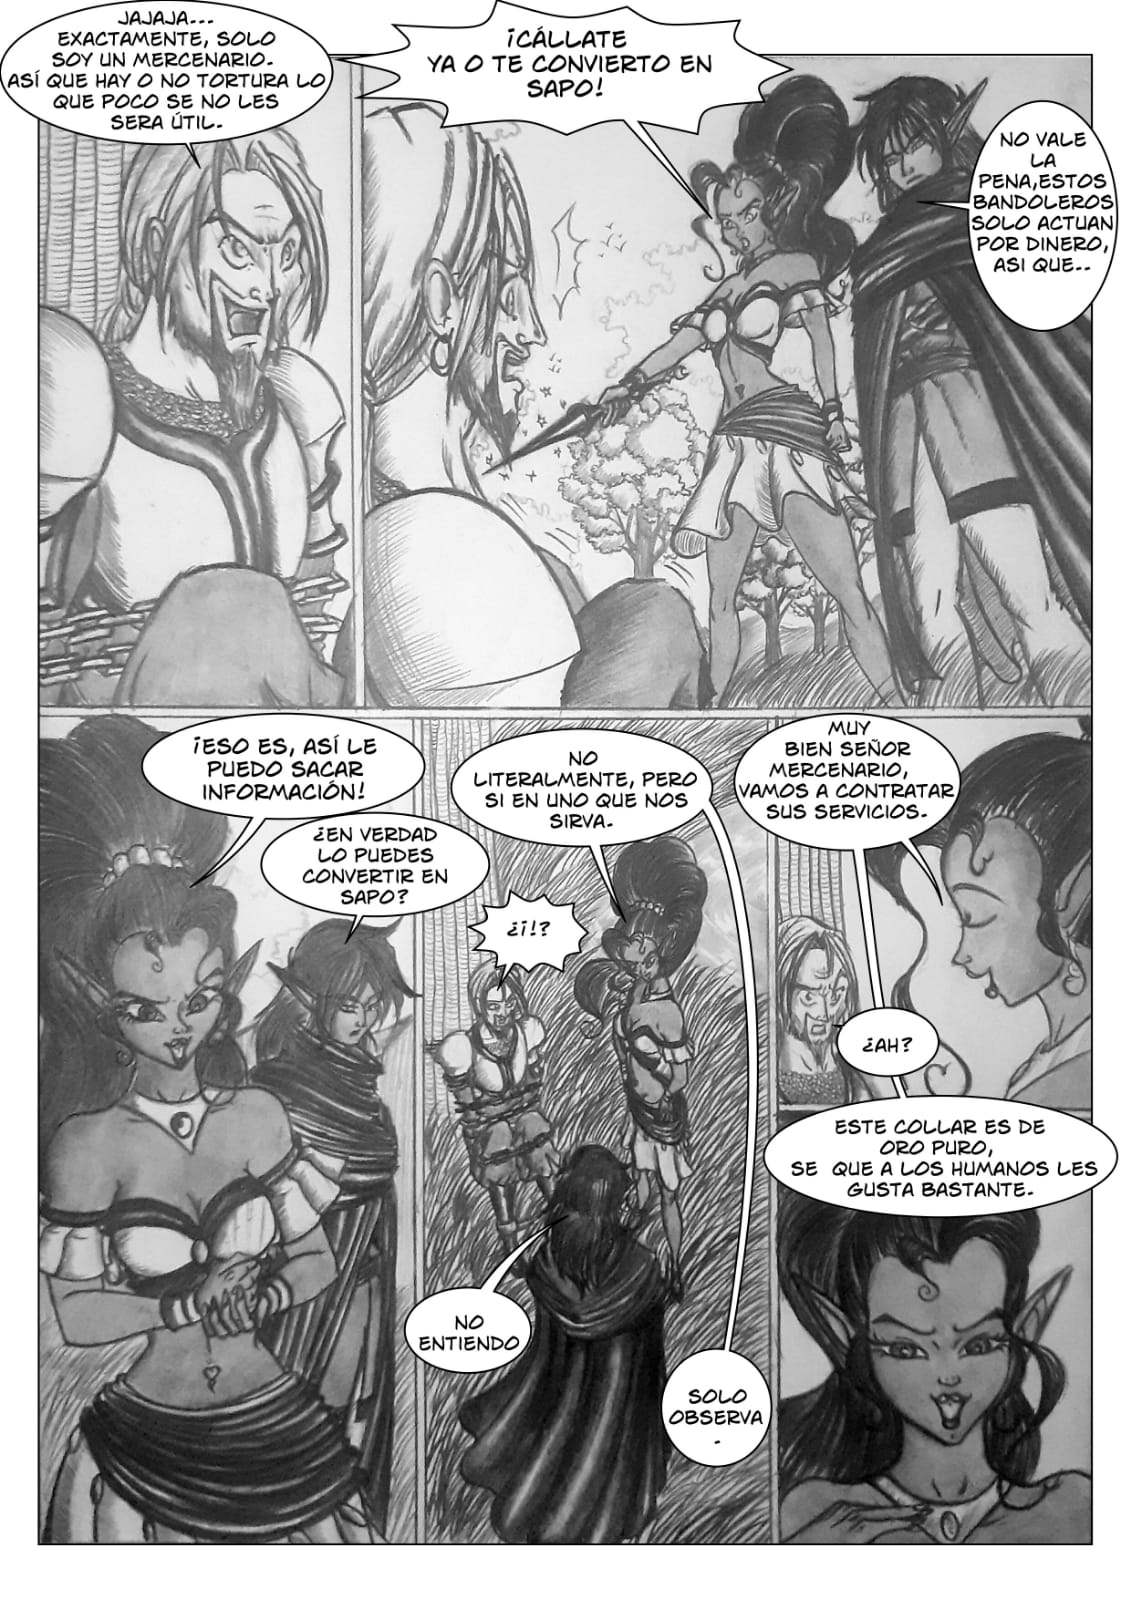 JAJAJA...
EXACTAMENTE, SOLO
SOY UN MERCENARIO.
ASÍ QUE HAY O NO TORTURA LO
QUE POCO SE NO LES
SERA ÚTIL.
¡CÁLLATE
YA O TE CONVIERTO EN
SAPO!
NO VALE
LA
PENA,ESTOS
BANDOLEROS
SOLO ACTUAN
POR DINERO,
ASI QUE..
¡ESO ES, ASÍ LE
PUEDO SACAR
INFORMACIÓN!
¿EN VERDAD
LO PUEDES
CONVERTIR EN
SAPO?
NO
LITERALMENTE, PERO
SI EN UNO QUE NOS
SIRVA.
¿¡!?
NO
ENTIENDO
SOLO
OBSERVA
.
MUY
BIEN SEÑOR
MERCENARIO,
VAMOS A CONTRATAR
SUS SERVICIOS.
¿AH?
ESTE COLLAR ES DE
ORO PURO,
SE QUE A LOS HUMANOS LES
GUSTA BASTANTE.